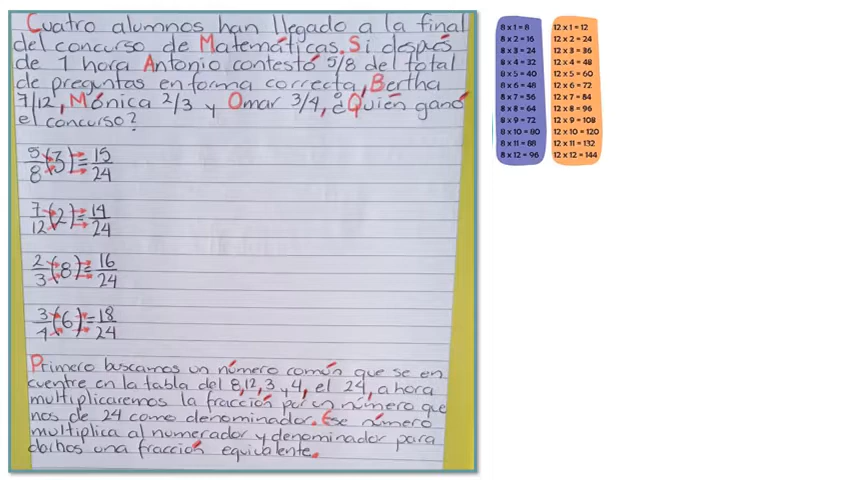 Cuatro alumnos han llegado a la final
del concurso de Matemáticas. Si despés
de 1 hora Antonio contestó 5/8 del total
de preguntas en forma correcta, Bertha
7/12, Mónica 2/3 y Omar 3/4, ¿Quién ganó
el concurso?
5/8 (3) = 15/24
7/12 (2) = 14/24
2/3 (8) = 16/24
3/4 (6) = 18/24
Primero buscamos un número común que se en
cuentre en la tabla del 8, 12, 3 y 4, el 24, ahora
multiplicaremos la fracción por un número que
nos de 24 como denominador. Ese número
multiplica al numerador y denominador para
darnos una fracción equivalente.
8 x 1 = 8
8 x 2 = 16
8 x 3 = 24
8 x 4 = 32
8 x 5 = 40
8 x 6 = 48
8 x 7 = 56
8 x 8 = 64
8 x 9 = 72
8 x 10 = 80
8 x 11 = 88
8 x 12 = 96
12 x 1 = 12
12 x 2 = 24
12 x 3 = 36
12 x 4 = 48
12 x 5 = 60
12 x 6 = 72
12 x 7 = 84
12 x 8 = 96
12 x 9 = 108
12 x 10 = 120
12 x 11 = 132
12 x 12 = 144